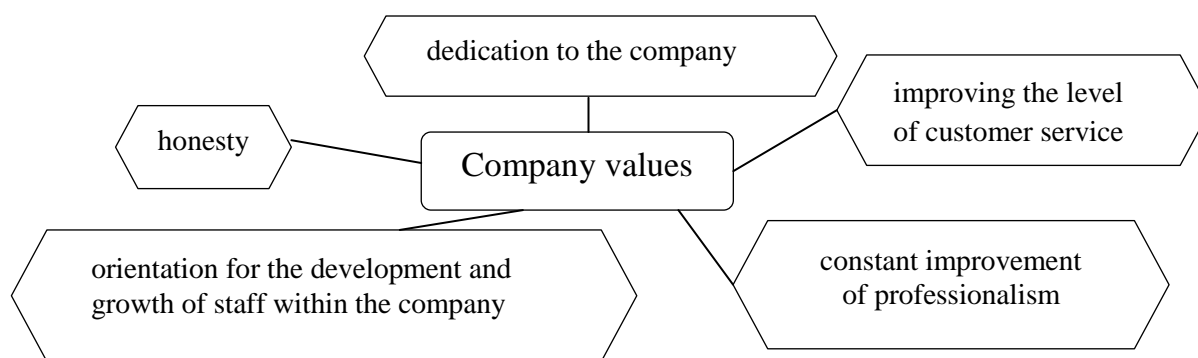 dedication to the company
improving the level
of customer service
honesty
Company values
orientation for the development and
growth of staff within the company
constant improvement
of professionalism